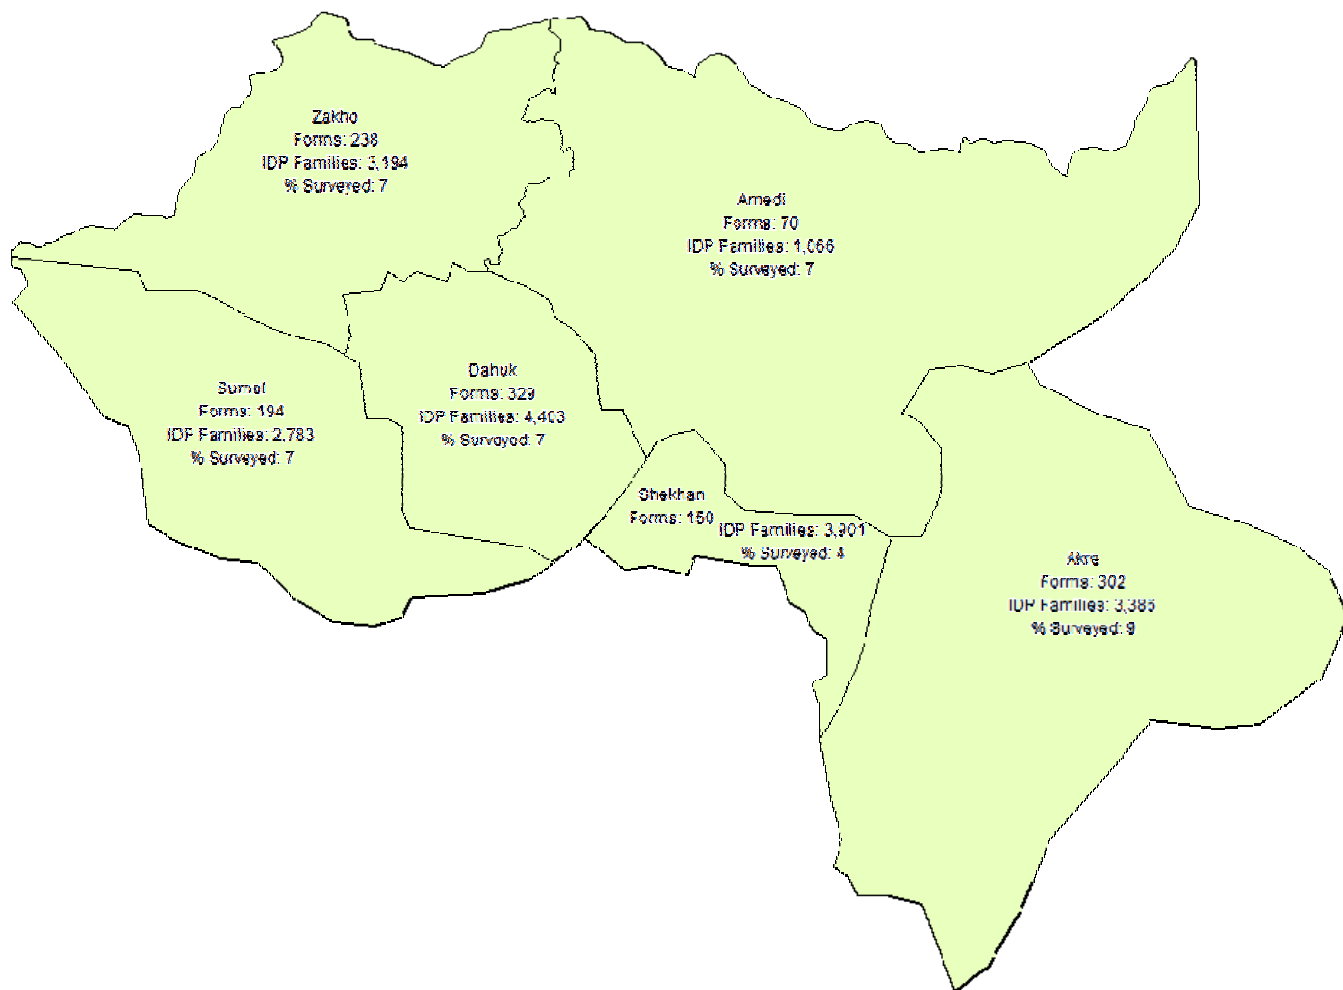 Zakho
Forms: 238
IDP Families: 3,194
% Surveyed: 7
Amedi
Forms: 70
IDP Families: 1,066
% Surveyed: 7
Sumel
Forms: 194
IDP Families: 2,783
% Surveyed: 7
Dahuk
Forms: 329
IDP Families: 4,403
% Surveyed: 7
Shekhan
Forms: 150
IDP Families: 3,901
% Surveyed: 4
Akre
Forms: 302
IDP Families: 3,385
% Surveyed: 9